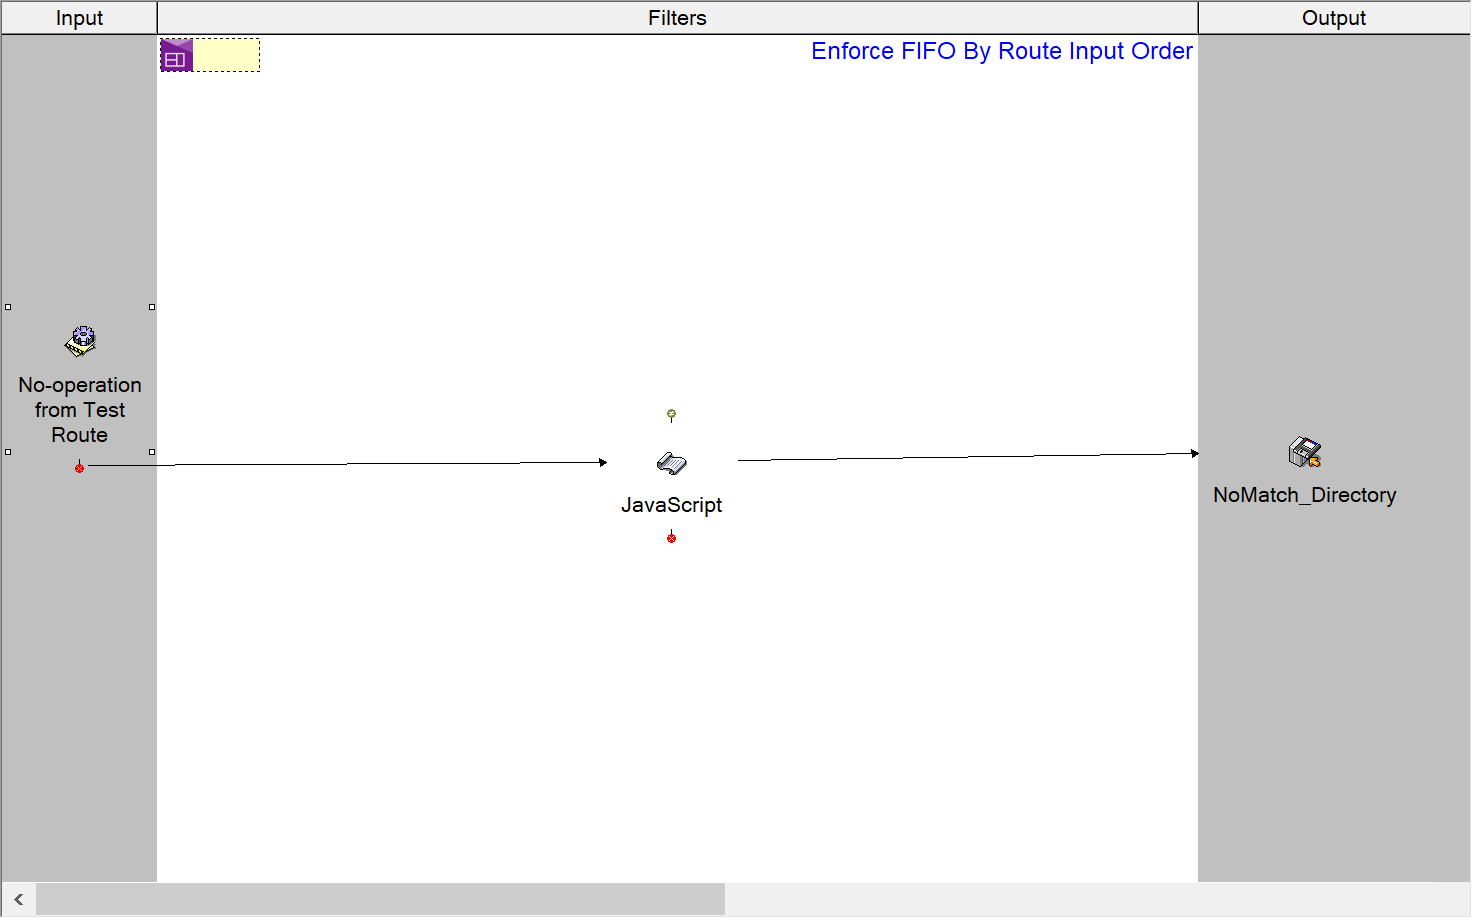 Input
Filters
Output
Enforce FIFO By Route Input Order
No-operation
from Test
Route
JavaScript
NoMatch_Directory